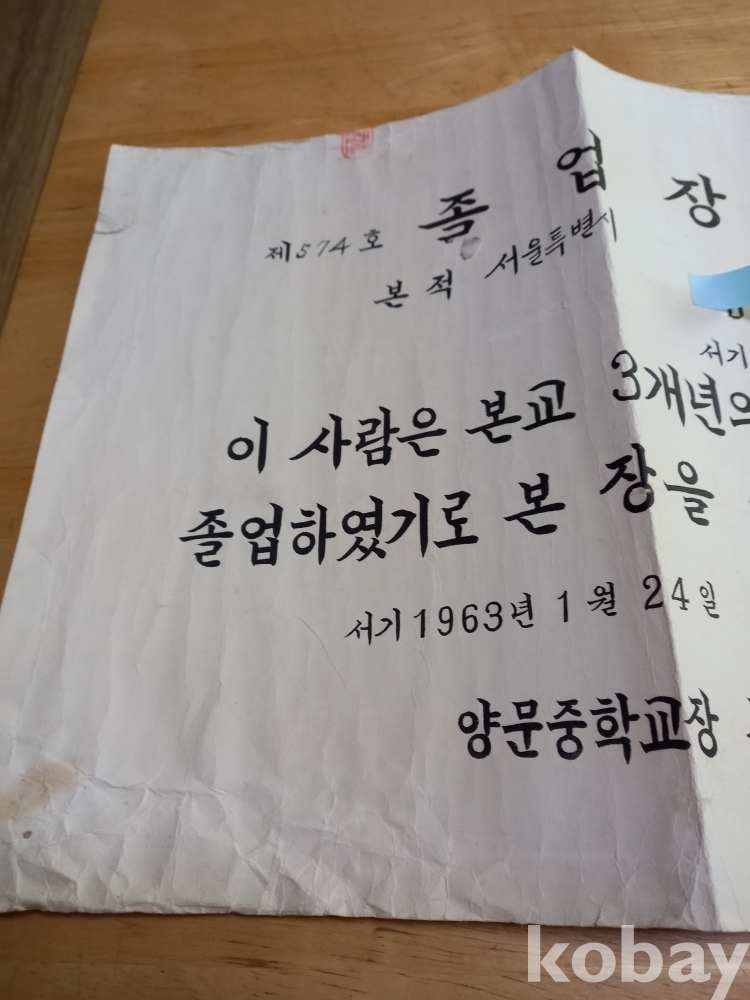 졸 업 장
제574호
본 적 서울특별시
서기
이 사람은 본교 3개년의
졸업하였기로 본 장을
서기 1963년 1월 24일
양문중학교장
kobay